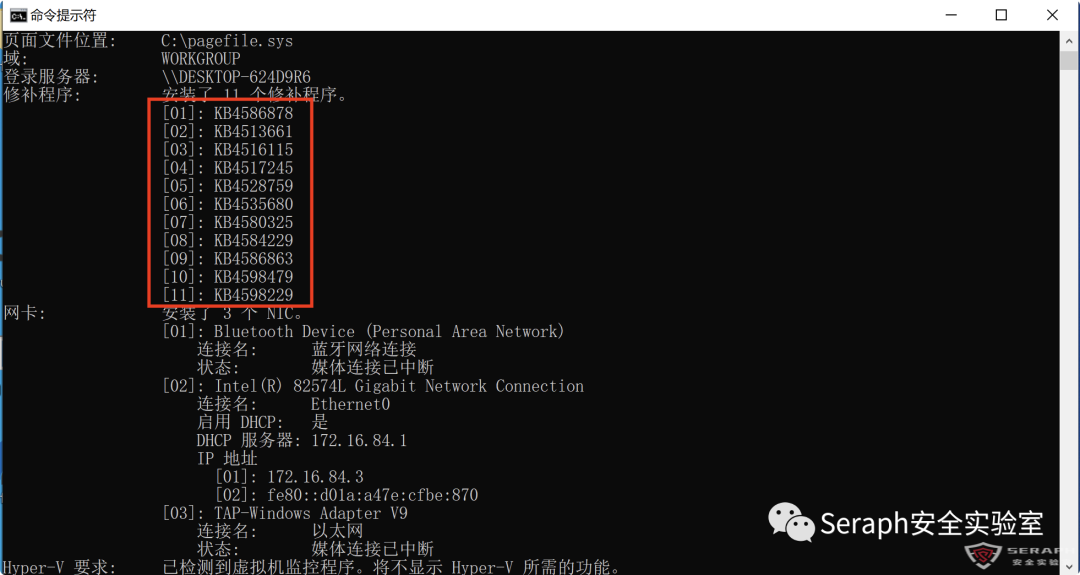 命令提示符
页面文件位置: C:\pagefile.sys
域: WORKGROUP
登录服务器: \\DESKTOP-624D9R6
修补程序: 安装了 11 个修补程序。
[01]: KB4586878
[02]: KB4513661
[03]: KB4516115
[04]: KB4517245
[05]: KB4528759
[06]: KB4535680
[07]: KB4580325
[08]: KB4584229
[09]: KB4586863
[10]: KB4598479
[11]: KB4598229
网卡: 安装了 3 个 NIC。
[01]: Bluetooth Device (Personal Area Network)
连接名: 蓝牙网络连接
状态: 媒体连接已中断
[02]: Intel(R) 82574L Gigabit Network Connection
连接名: Ethernet0
启用 DHCP: 是
DHCP 服务器: 172.16.84.1
IP 地址
[01]: 172.16.84.3
[02]: fe80::d01a:a47e:cfbe:870
[03]: TAP-Windows Adapter V9
连接名: 以太网
状态: 媒体连接已中断
Hyper-V 要求: 已检测到虚拟机监控程序。将不显示 Hyper-V 所需的功能。
Seraph安全实验室
SERAPH
安全实验